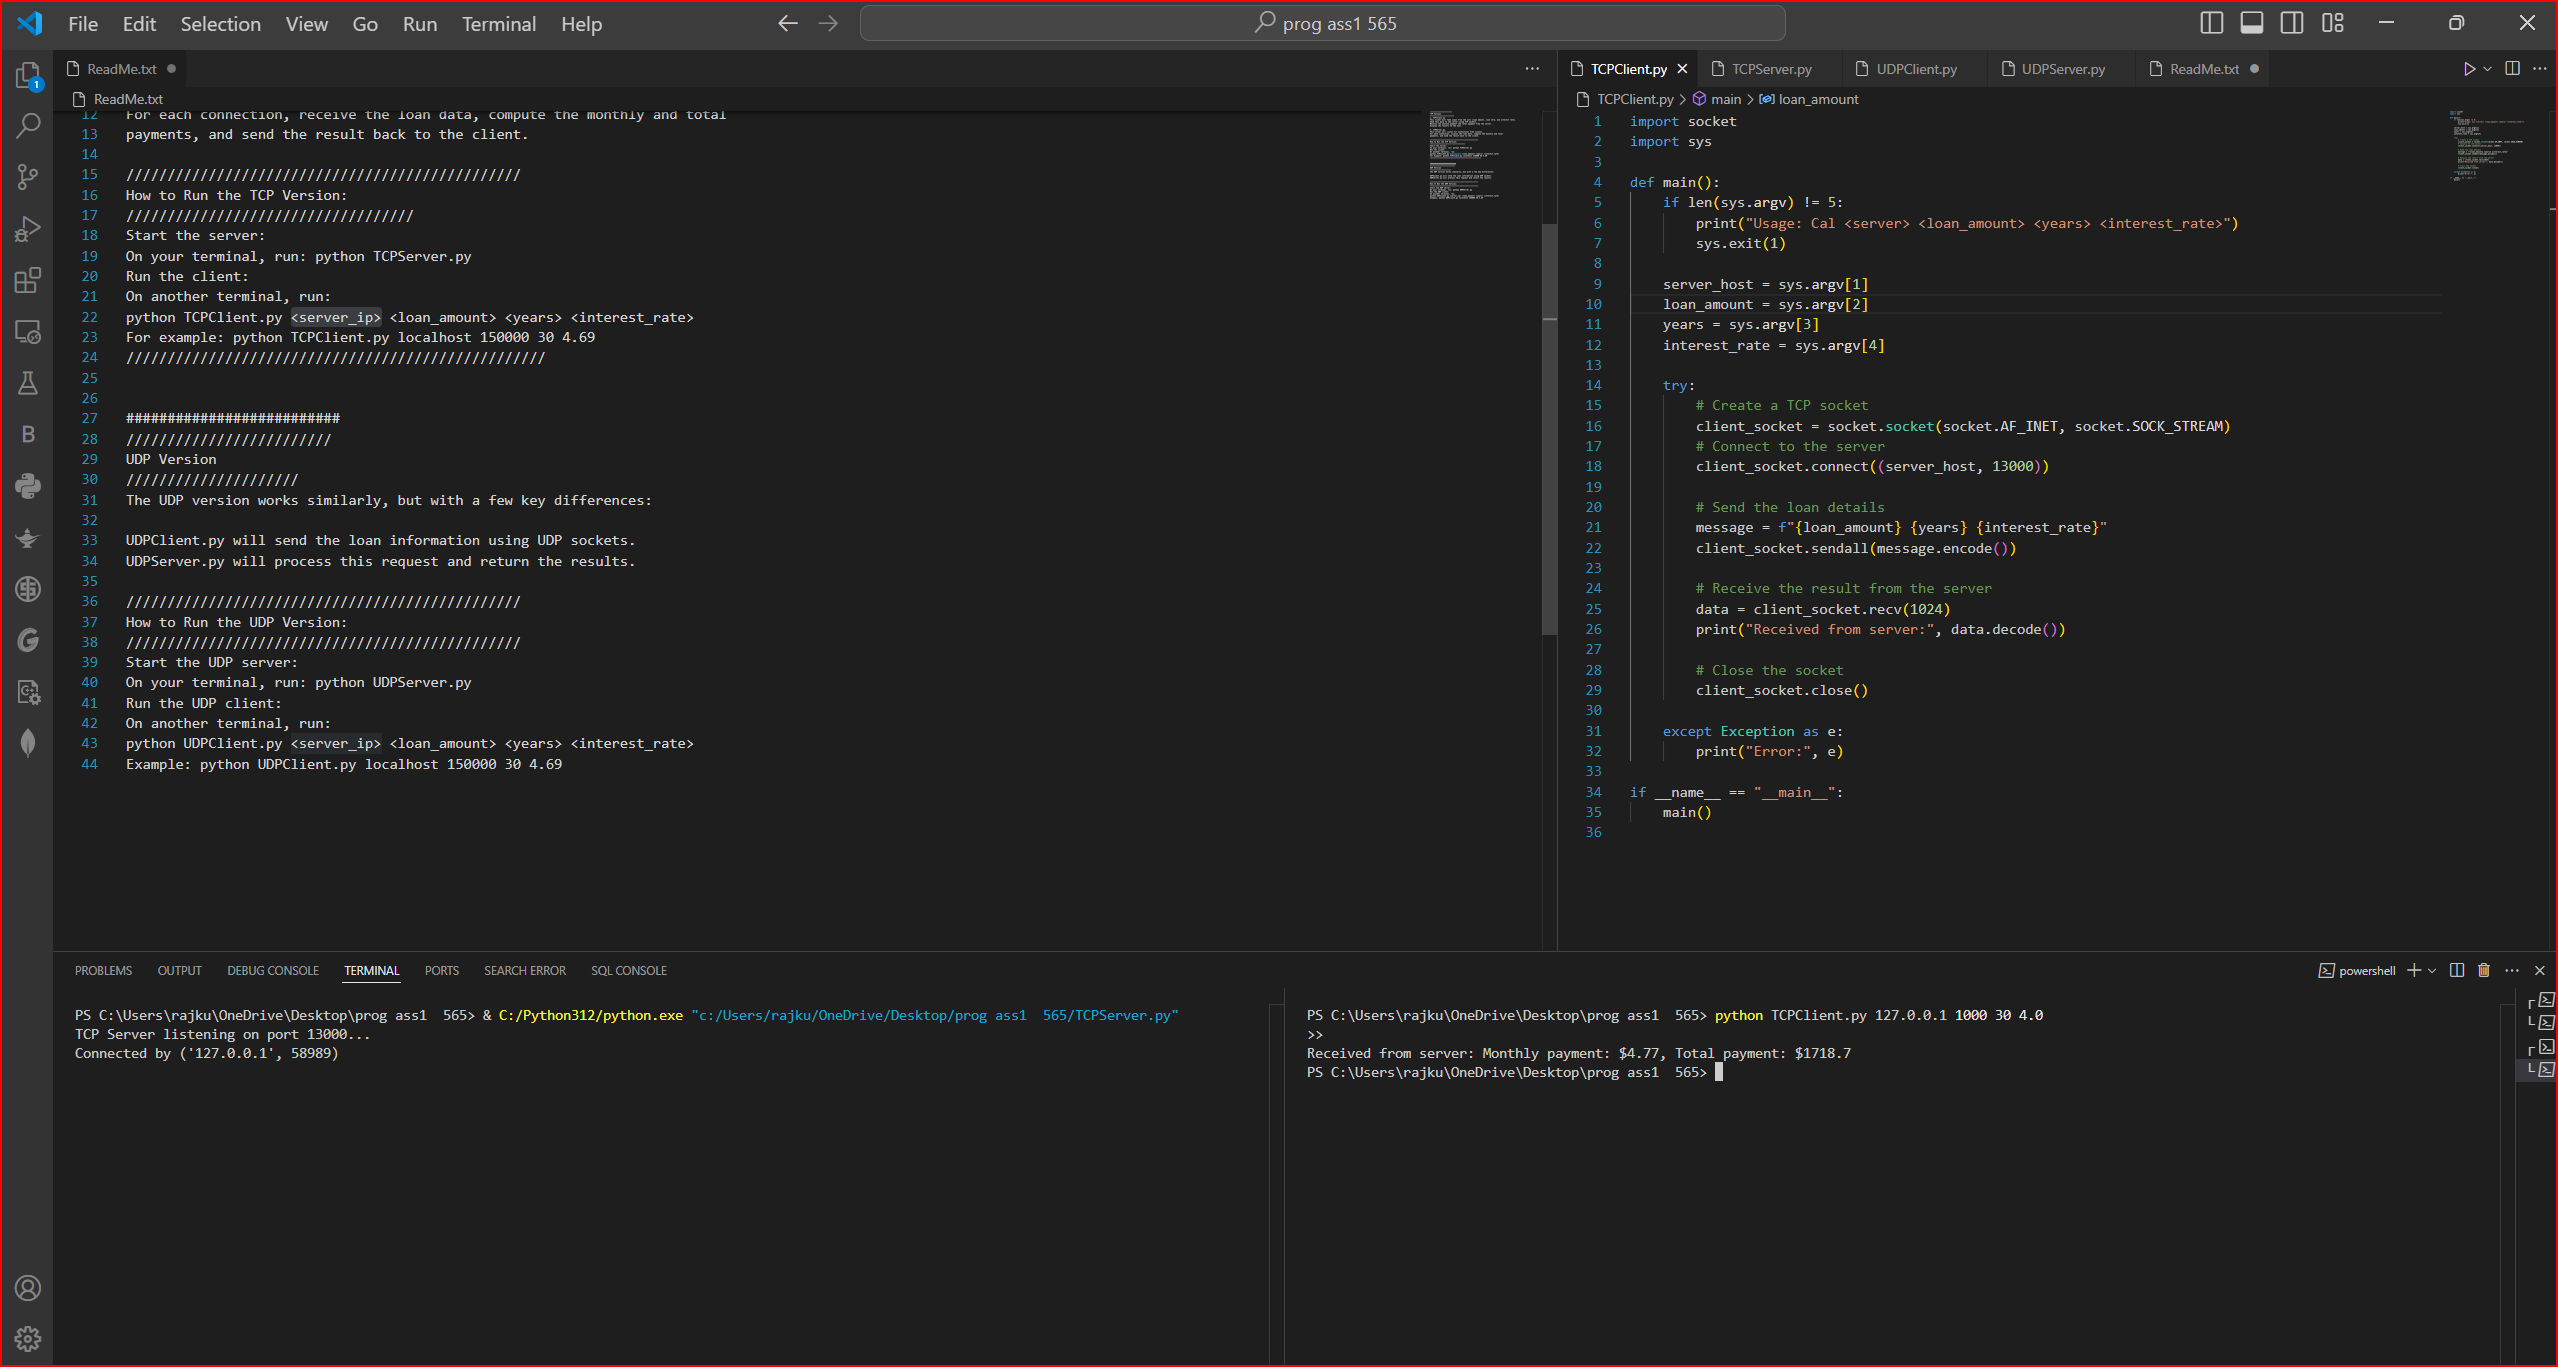 File Edit Selection View Go Run Terminal Help
prog ass1 565
1
ReadMe.txt
ReadMe.txt
12 For each connection, receive the loan data, compute the monthly and total
13 payments, and send the result back to the client.
14
15 ////////////////////////////////////////////////
16 How to Run the TCP Version:
17 ///////////////////////////////////
18 Start the server:
19 On your terminal, run: python TCPServer.py
20 Run the client:
21 On another terminal, run:
22 python TCPClient.py <server_ip> <loan_amount> <years> <interest_rate>
23 For example: python TCPClient.py localhost 150000 30 4.69
24 ///////////////////////////////////////////////////
25
26
27 ##########################
28 /////////////////////////
29 UDP Version
30 /////////////////////
31 The UDP version works similarly, but with a few key differences:
32
33 UDPClient.py will send the loan information using UDP sockets.
34 UDPServer.py will process this request and return the results.
35
36 ////////////////////////////////////////////////
37 How to Run the UDP Version:
38 ////////////////////////////////////////////////
39 Start the UDP server:
40 On your terminal, run: python UDPServer.py
41 Run the UDP client:
42 On another terminal, run:
43 python UDPClient.py <server_ip> <loan_amount> <years> <interest_rate>
44 Example: python UDPClient.py localhost 150000 30 4.69
TCPClient.py TCPServer.py UDPClient.py UDPServer.py ReadMe.txt
TCPClient.py > main > loan_amount
1 import socket
2 import sys
3
4 def main():
5     if len(sys.argv) != 5:
6         print("Usage: Cal <server> <loan_amount> <years> <interest_rate>")
7         sys.exit(1)
8
9     server_host = sys.argv[1]
10     loan_amount = sys.argv[2]
11     years = sys.argv[3]
12     interest_rate = sys.argv[4]
13
14     try:
15         # Create a TCP socket
16         client_socket = socket.socket(socket.AF_INET, socket.SOCK_STREAM)
17         # Connect to the server
18         client_socket.connect((server_host, 13000))
19
20         # Send the loan details
21         message = f"{loan_amount} {years} {interest_rate}"
22         client_socket.sendall(message.encode())
23
24         # Receive the result from the server
25         data = client_socket.recv(1024)
26         print("Received from server:", data.decode())
27
28         # Close the socket
29         client_socket.close()
30
31     except Exception as e:
32         print("Error:", e)
33
34 if __name__ == "__main__":
35     main()
36
PROBLEMS OUTPUT DEBUG CONSOLE TERMINAL PORTS SEARCH ERROR SQL CONSOLE
powershell
PS C:\Users\rajku\OneDrive\Desktop\prog ass1  565> & C:/Python312/python.exe "c:/Users/rajku/OneDrive/Desktop/prog ass1  565/TCPServer.py"
TCP Server listening on port 13000...
Connected by ('127.0.0.1', 58989)
PS C:\Users\rajku\OneDrive\Desktop\prog ass1  565> python TCPClient.py 127.0.0.1 1000 30 4.0
>>
Received from server: Monthly payment: $4.77, Total payment: $1718.7
PS C:\Users\rajku\OneDrive\Desktop\prog ass1  565>